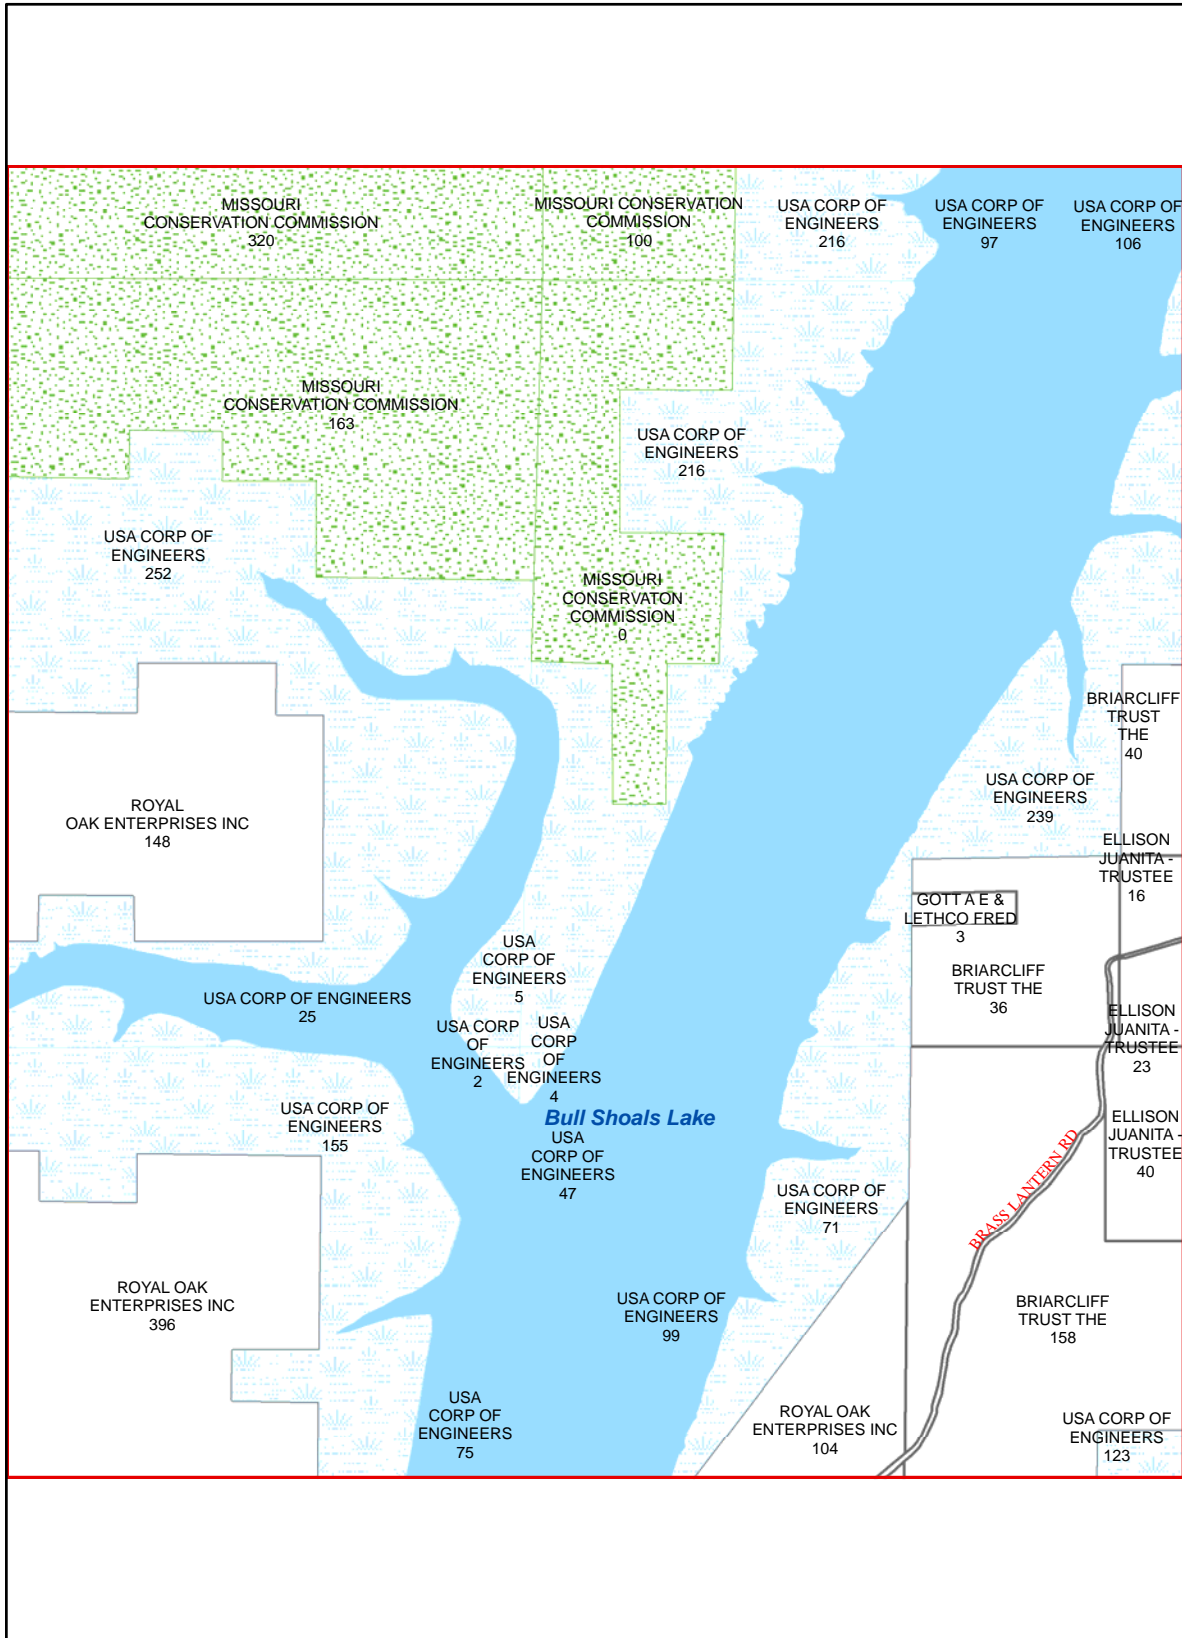 MISSOURI
CONSERVATION COMMISSION
320
MISSOURI CONSERVATION
COMMISSION
100
USA CORP OF
ENGINEERS
216
USA CORP OF
ENGINEERS
97
USA CORP OF
ENGINEERS
106
MISSOURI
CONSERVATION COMMISSION
163
USA CORP OF
ENGINEERS
216
USA CORP OF
ENGINEERS
252
MISSOURI
CONSERVATON
COMMISSION
0
BRIARCLIFF
TRUST
THE
40
USA CORP OF
ENGINEERS
239
ROYAL
OAK ENTERPRISES INC
148
ELLISON
JUANITA -
TRUSTEE
16
GOTT A E &
LETHCO FRED
3
USA
CORP OF
ENGINEERS
5
BRIARCLIFF
TRUST THE
36
USA CORP OF ENGINEERS
25
USA CORP
OF
ENGINEERS
2
USA
CORP
OF
ENGINEERS
4
ELLISON
JUANITA -
TRUSTEE
23
Bull Shoals Lake
USA CORP OF
ENGINEERS
155
USA
CORP OF
ENGINEERS
47
ELLISON
JUANITA -
TRUSTEE
40
BRASS LANTERN RD
USA CORP OF
ENGINEERS
71
ROYAL OAK
ENTERPRISES INC
396
USA CORP OF
ENGINEERS
99
BRIARCLIFF
TRUST THE
158
USA
CORP OF
ENGINEERS
75
ROYAL OAK
ENTERPRISES INC
104
USA CORP OF
ENGINEERS
123